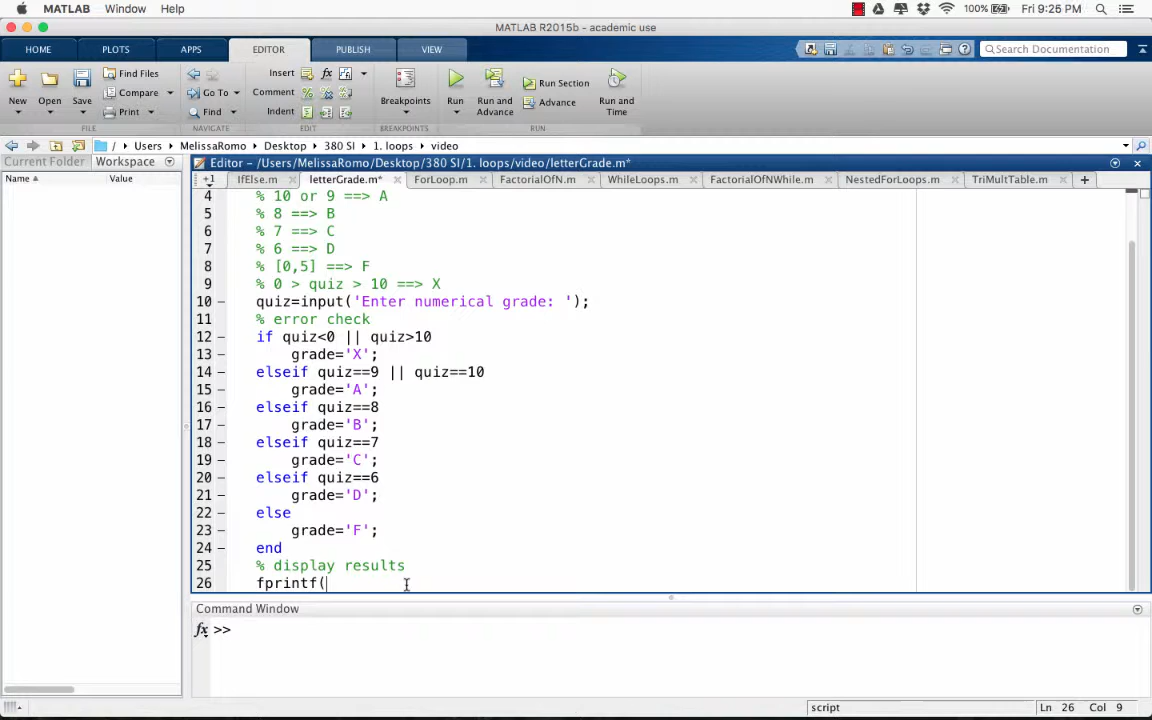 MATLAB Window Help 100% Fri 9:25 PM
MATLAB R2015b - academic use
HOME PLOTS APPS EDITOR PUBLISH VIEW Search Documentation
New Open Save Find Files Compare Print Go To Find Insert fx Comment % Indent Breakpoints Run Run and Advance Run Section Advance Run and Time
FILE NAVIGATE EDIT BREAKPOINTS RUN
/ Users MelissaRomo Desktop 380 SI 1. loops video
Current Folder Workspace
Editor - /Users/MelissaRomo/Desktop/380 SI/1. loops/video/letterGrade.m*
Name Value
+1 IfElse.m letterGrade.m* ForLoop.m FactorialOfN.m WhileLoops.m FactorialOfNWhile.m NestedForLoops.m TriMultTable.m +
4 % 10 or 9 ==> A
5 % 8 ==> B
6 % 7 ==> C
7 % 6 ==> D
8 % [0,5] ==> F
9 % 0 > quiz > 10 ==> X
10 – quiz=input('Enter numerical grade: ');
11 % error check
12 – if quiz<0 || quiz>10
13 – grade='X';
14 – elseif quiz==9 || quiz==10
15 – grade='A';
16 – elseif quiz==8
17 – grade='B';
18 – elseif quiz==7
19 – grade='C';
20 – elseif quiz==6
21 – grade='D';
22 – else
23 – grade='F';
24 – end
25 % display results
26 fprintf(
Command Window
fx >>
script Ln 26 Col 9